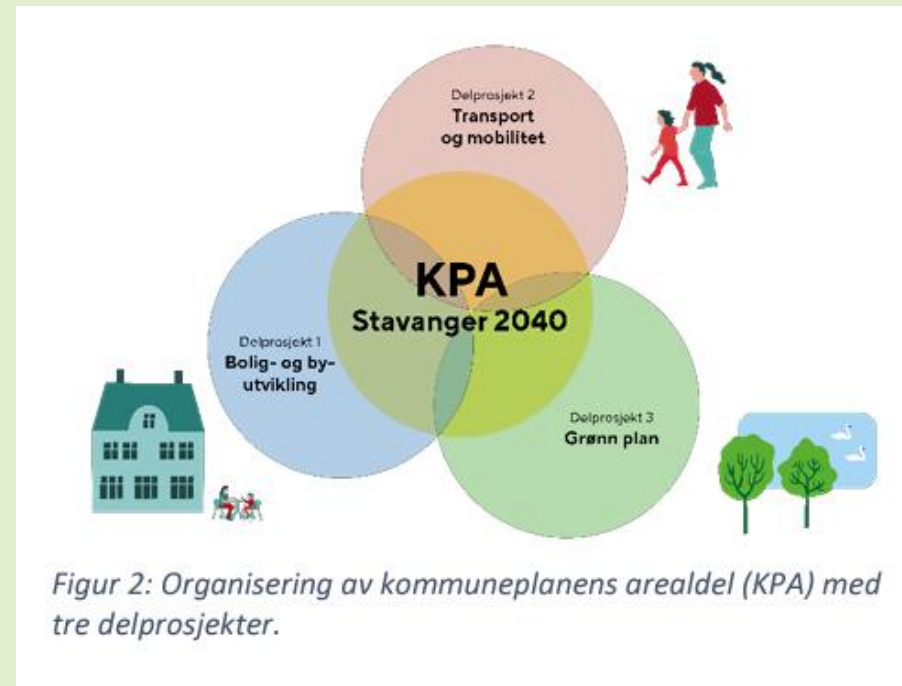 Delprosjekt 2
Transport
og mobilitet
KPA
Stavanger 2040
Delprosjekt 1
Bolig- og by-
utvikling
Delprosjekt 3
Grønn plan
Figur 2: Organisering av kommuneplanens arealdel (KPA) med
tre delprosjekter.